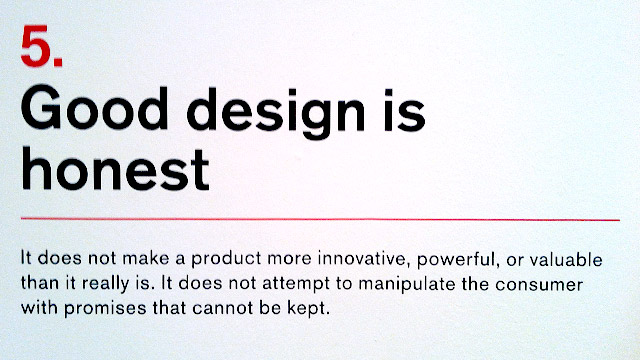 5.
Good design is
honest
It does not make a product more innovative, powerful, or valuable
than it really is. It does not attempt to manipulate the consumer
with promises that cannot be kept.